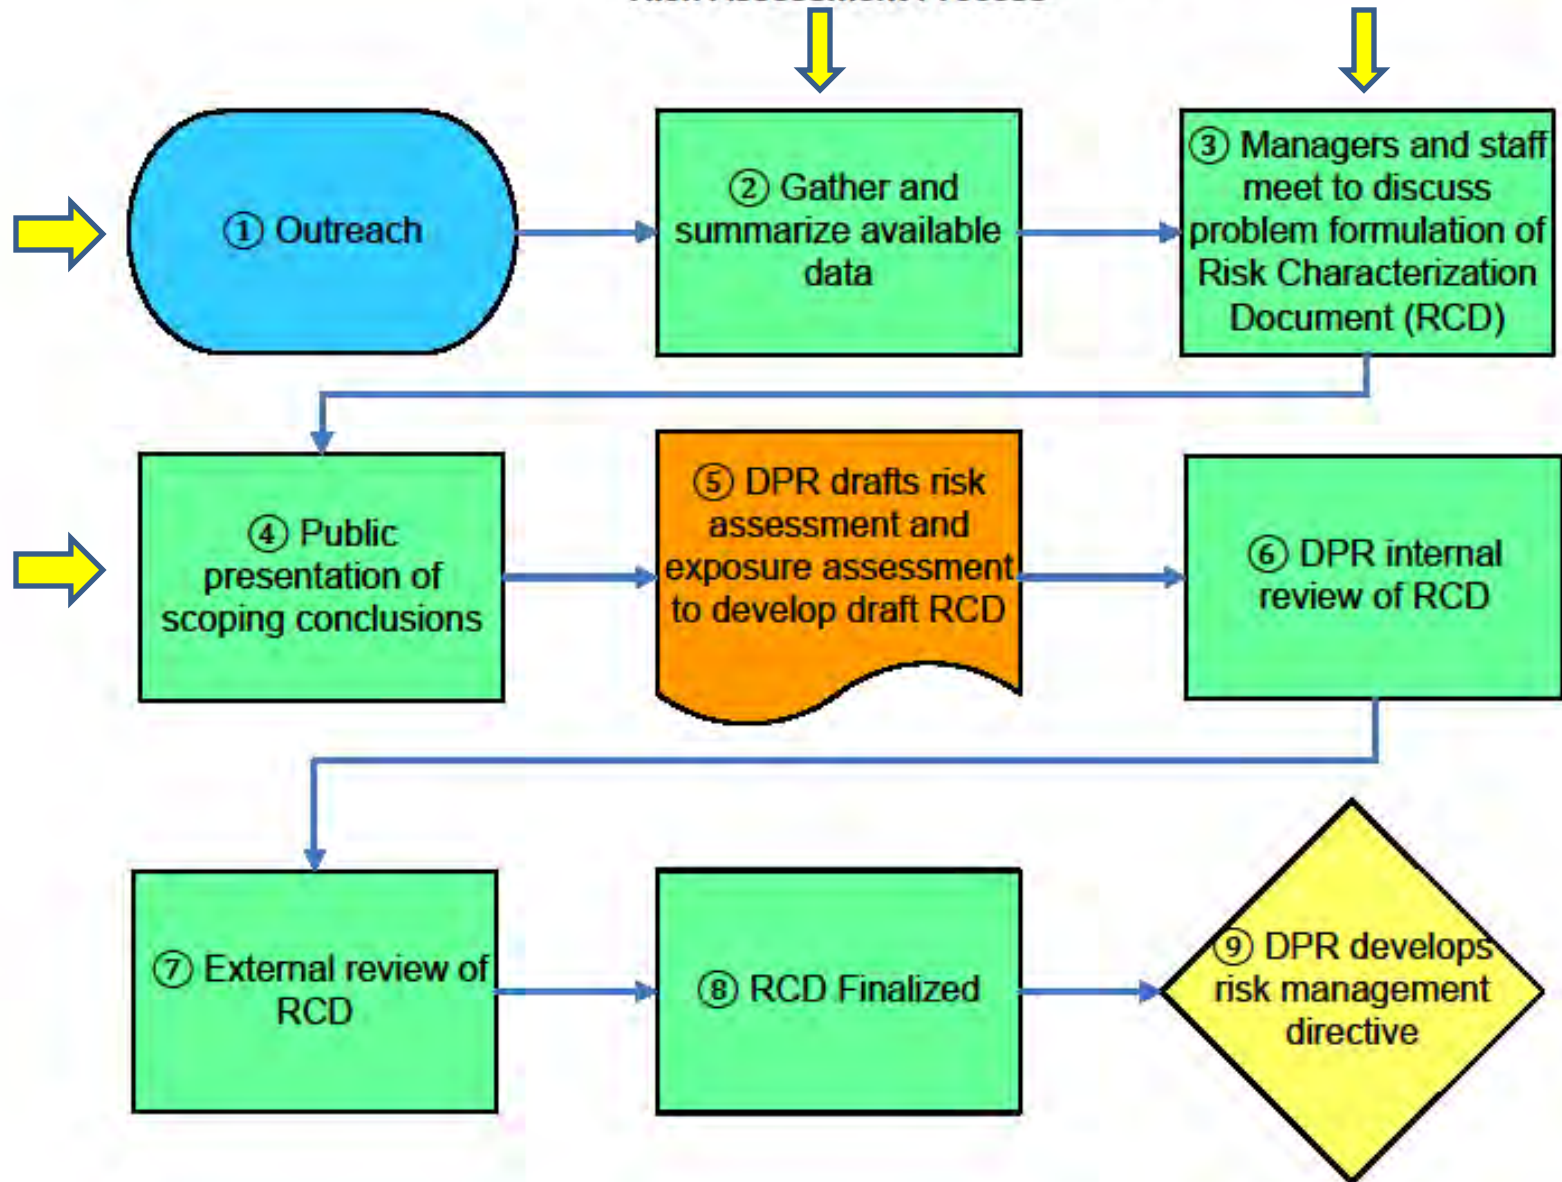 ① Outreach
② Gather and
summarize available
data
③ Managers and staff
meet to discuss
problem formulation of
Risk Characterization
Document (RCD)
④ Public
presentation of
scoping conclusions
⑤ DPR drafts risk
assessment and
exposure assessment
to develop draft RCD
⑥ DPR internal
review of RCD
⑦ External review of
RCD
⑧ RCD Finalized
⑨ DPR develops
risk management
directive